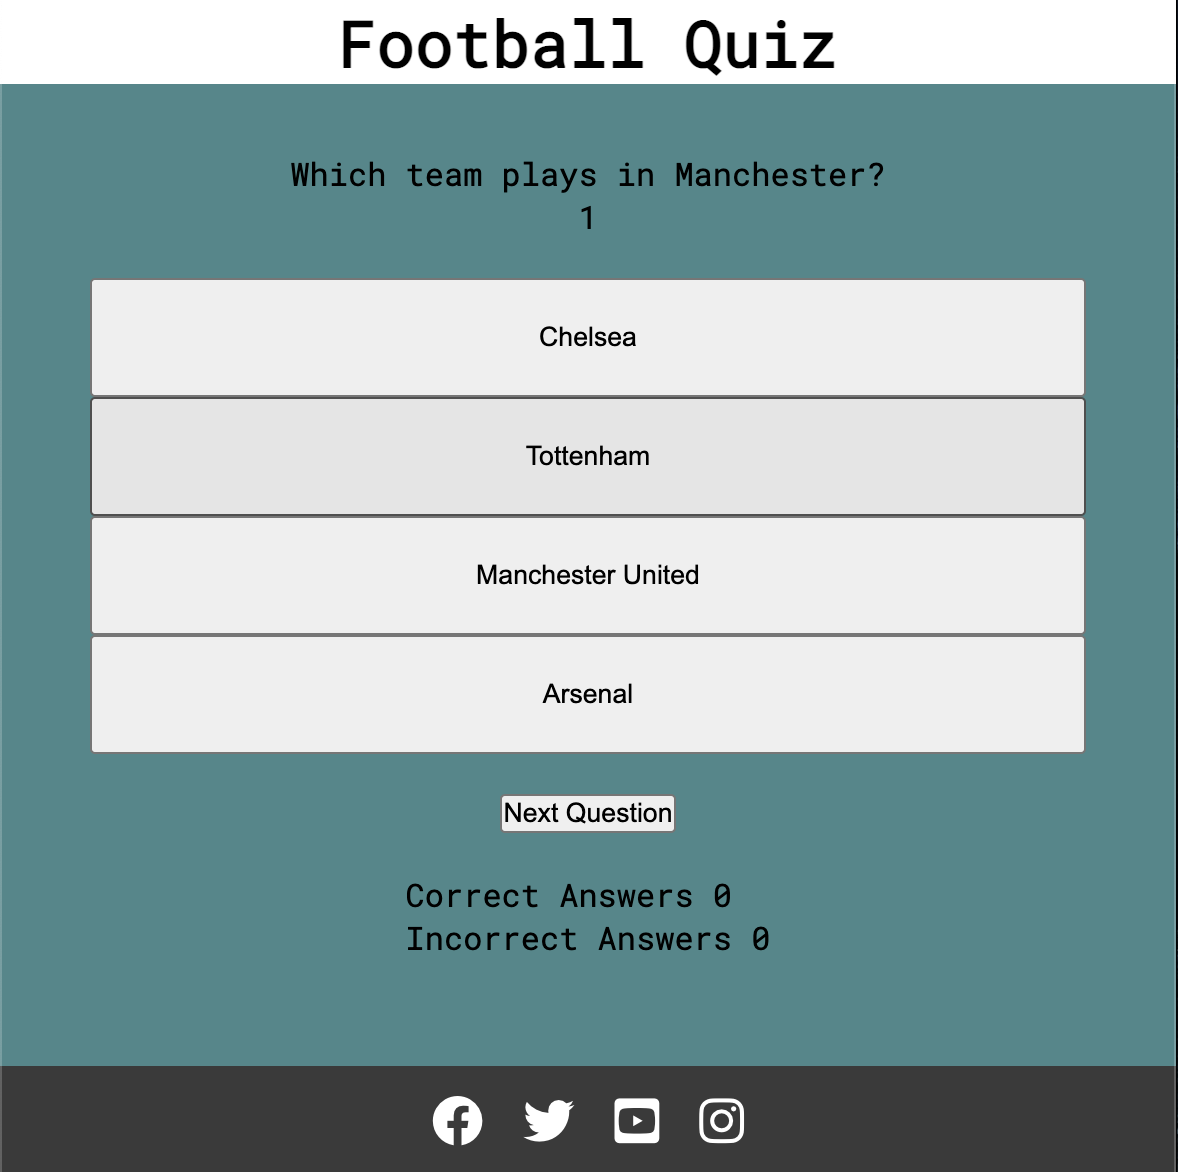 Football Quiz
Which team plays in Manchester?
1
Chelsea
Tottenham
Manchester United
Arsenal
Next Question
Correct Answers 0
Incorrect Answers 0